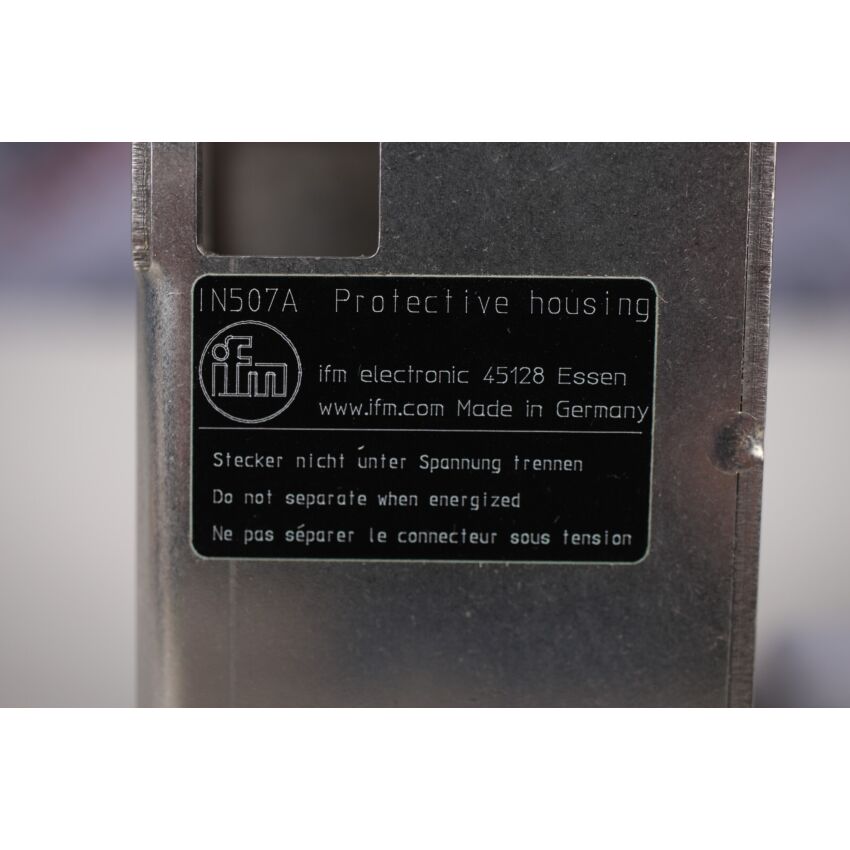 IN507A Protective housing
ifm
ifm electronic 45128 Essen
www.ifm.com Made in Germany
Stecker nicht unter Spannung trennen
Do not separate when energized
Ne pas séparer le connecteur sous tension